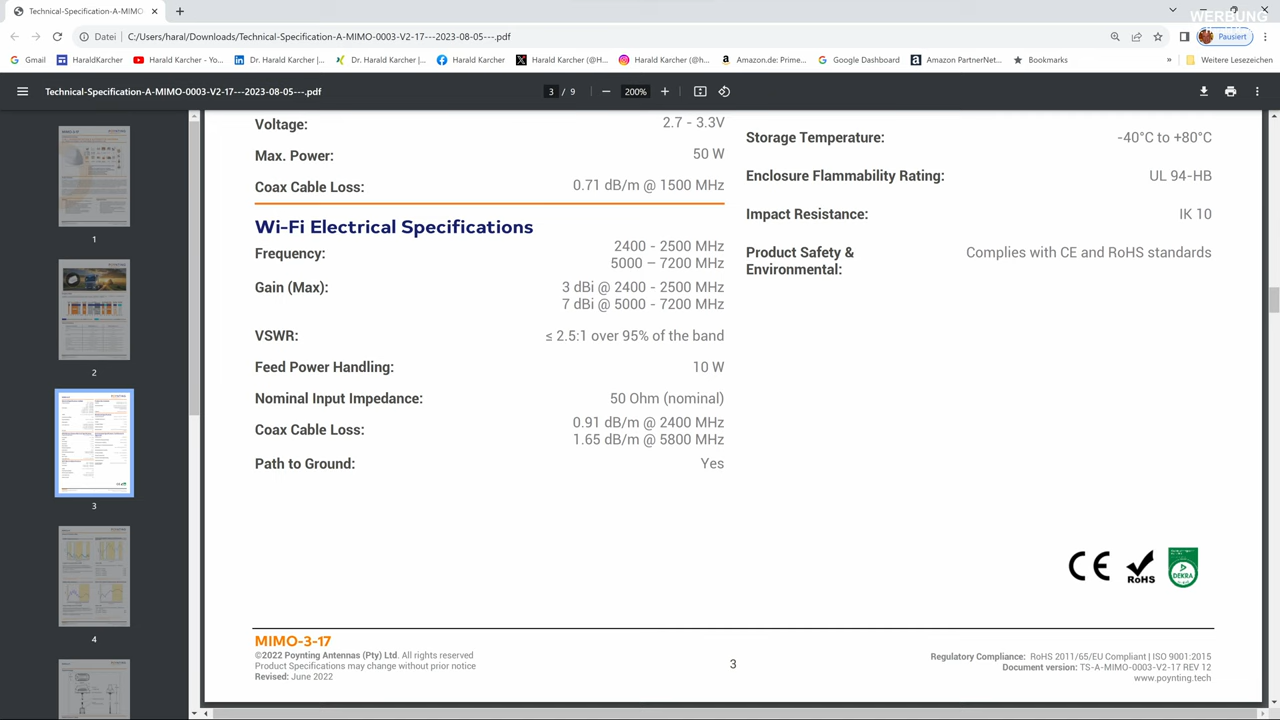 Technical-Specification-A-MIMO
WERBUNG
Datei
C:/Users/haral/Downloads/Technical-Specification-A-MIMO-0003-V2-17---2023-08-05---.pdf
Pausiert
Gmail
HaraldKarcher
Harald Karcher - Yo...
Dr. Harald Karcher |...
Dr. Harald Karcher |...
Harald Karcher
Harald Karcher (@H...
Harald Karcher (@h...
Amazon.de: Prime...
Google Dashboard
Amazon PartnerNet...
Bookmarks
»
Weitere Lesezeichen
Technical-Specification-A-MIMO-0003-V2-17---2023-08-05---.pdf
3 / 9
200%
1
2
3
4
Voltage: 2.7 - 3.3V
Max. Power: 50 W
Coax Cable Loss: 0.71 dB/m @ 1500 MHz
Wi-Fi Electrical Specifications
Frequency: 2400 - 2500 MHz
5000 – 7200 MHz
Gain (Max): 3 dBi @ 2400 - 2500 MHz
7 dBi @ 5000 - 7200 MHz
VSWR: ≤ 2.5:1 over 95% of the band
Feed Power Handling: 10 W
Nominal Input Impedance: 50 Ohm (nominal)
Coax Cable Loss: 0.91 dB/m @ 2400 MHz
1.65 dB/m @ 5800 MHz
Path to Ground: Yes
Storage Temperature: -40°C to +80°C
Enclosure Flammability Rating: UL 94-HB
Impact Resistance: IK 10
Product Safety & Complies with CE and RoHS standards
Environmental:
CE
RoHS
DEKRA
MIMO-3-17
©2022 Poynting Antennas (Pty) Ltd. All rights reserved
Product Specifications may change without prior notice
Revised: June 2022
3
Regulatory Compliance: RoHS 2011/65/EU Compliant | ISO 9001:2015
Document version: TS-A-MIMO-0003-V2-17 REV 12
www.poynting.tech